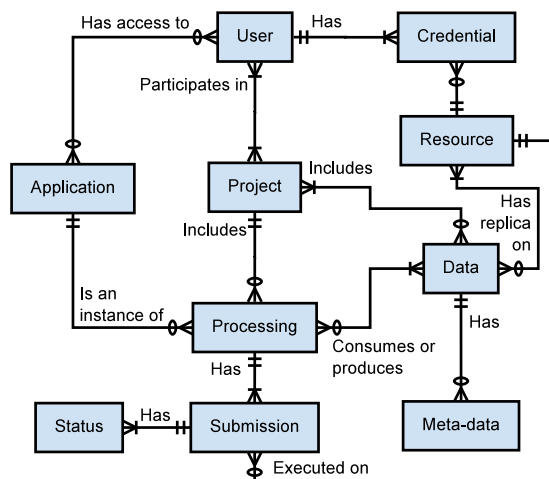 Has access to
User
Has
Credential
Participates in
Resource
Includes
Application
Project
Has
replica
on
Includes
Data
Is an
instance of
Processing
Consumes or
produces
Has
Has
Status
Has
Submission
Meta-data
Executed on